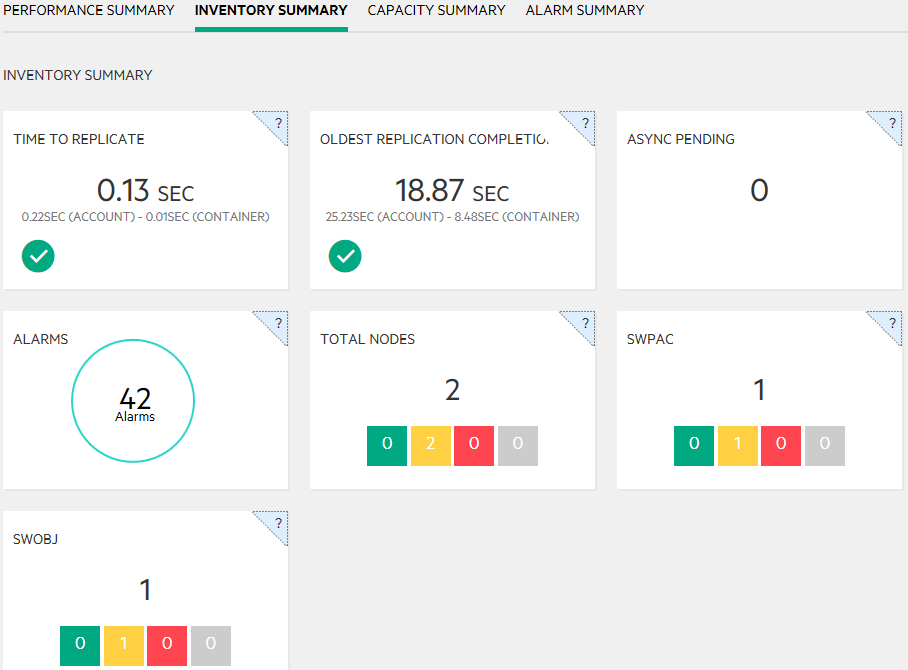 PERFORMANCE SUMMARY INVENTORY SUMMARY CAPACITY SUMMARY ALARM SUMMARY
INVENTORY SUMMARY
?
TIME TO REPLICATE
0.13 SEC
0.22SEC (ACCOUNT) - 0.01SEC (CONTAINER)
?
OLDEST REPLICATION COMPLETIO.
18.87 SEC
25.23SEC (ACCOUNT) - 8.48SEC (CONTAINER)
?
ASYNC PENDING
0
?
ALARMS
42
Alarms
?
TOTAL NODES
2
0 2 0 0
?
SWPAC
1
0 1 0 0
?
SWOBJ
1
0 1 0 0